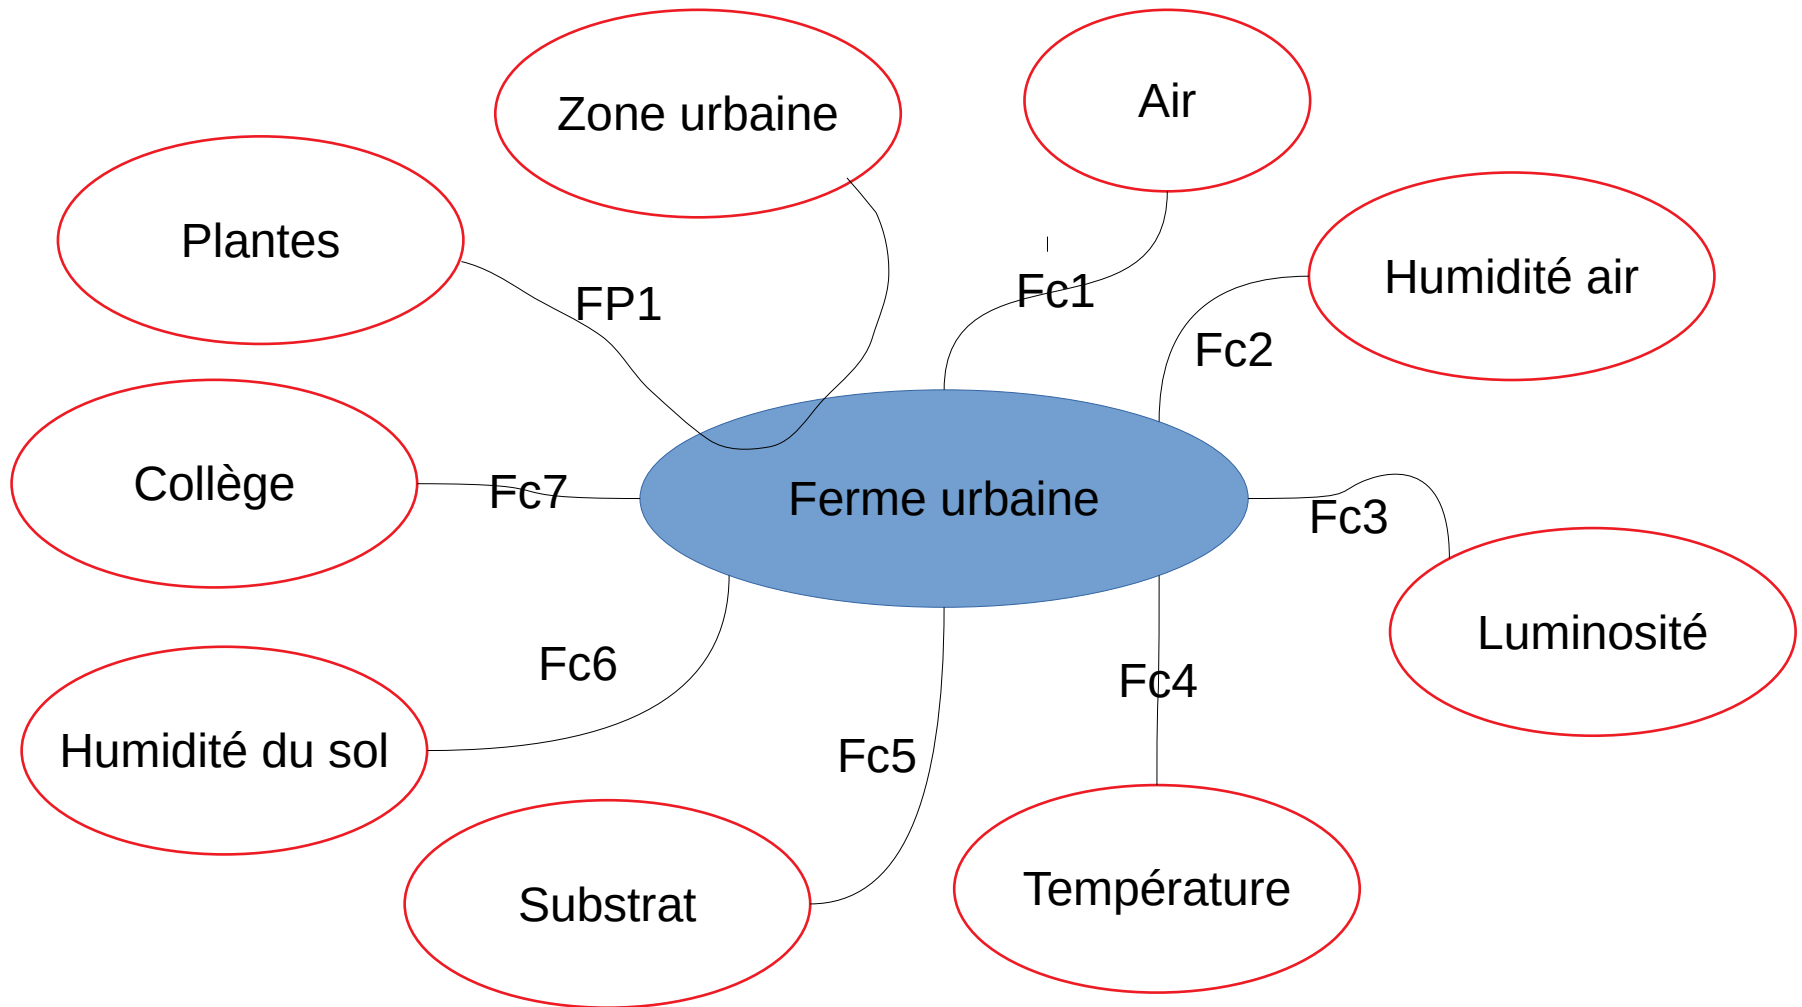 Zone urbaine
Air
Plantes
Humidité air
FP1
Fc1
Fc2
Collège
Fc7
Ferme urbaine
Fc3
Luminosité
Fc6
Fc4
Humidité du sol
Fc5
Substrat
Température